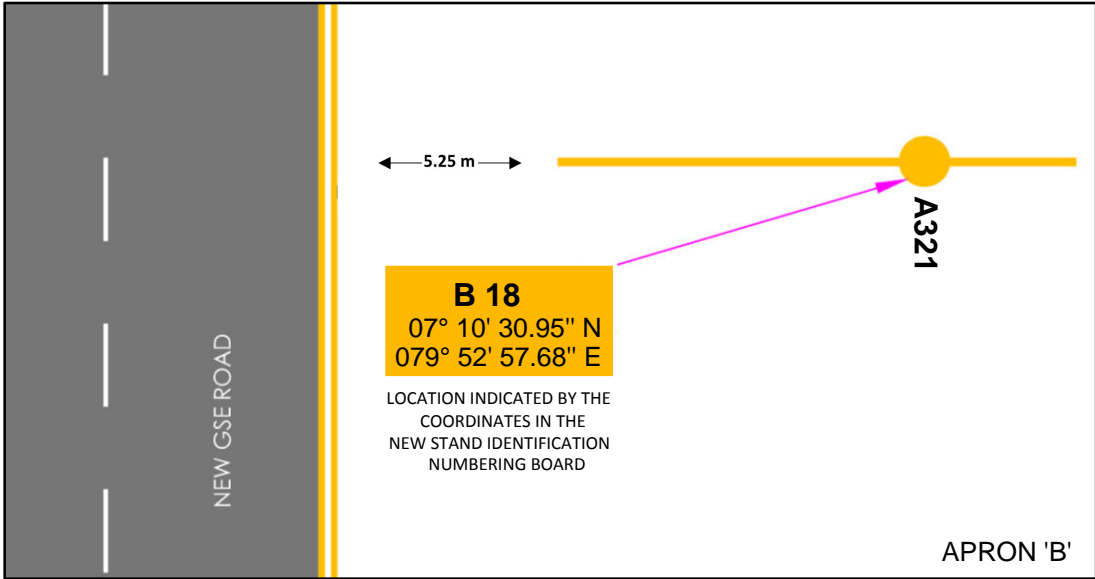 NEW GSE ROAD
5.25 m
A321
B 18
07° 10' 30.95" N
079° 52' 57.68" E
LOCATION INDICATED BY THE
COORDINATES IN THE
NEW STAND IDENTIFICATION
NUMBERING BOARD
APRON 'B'